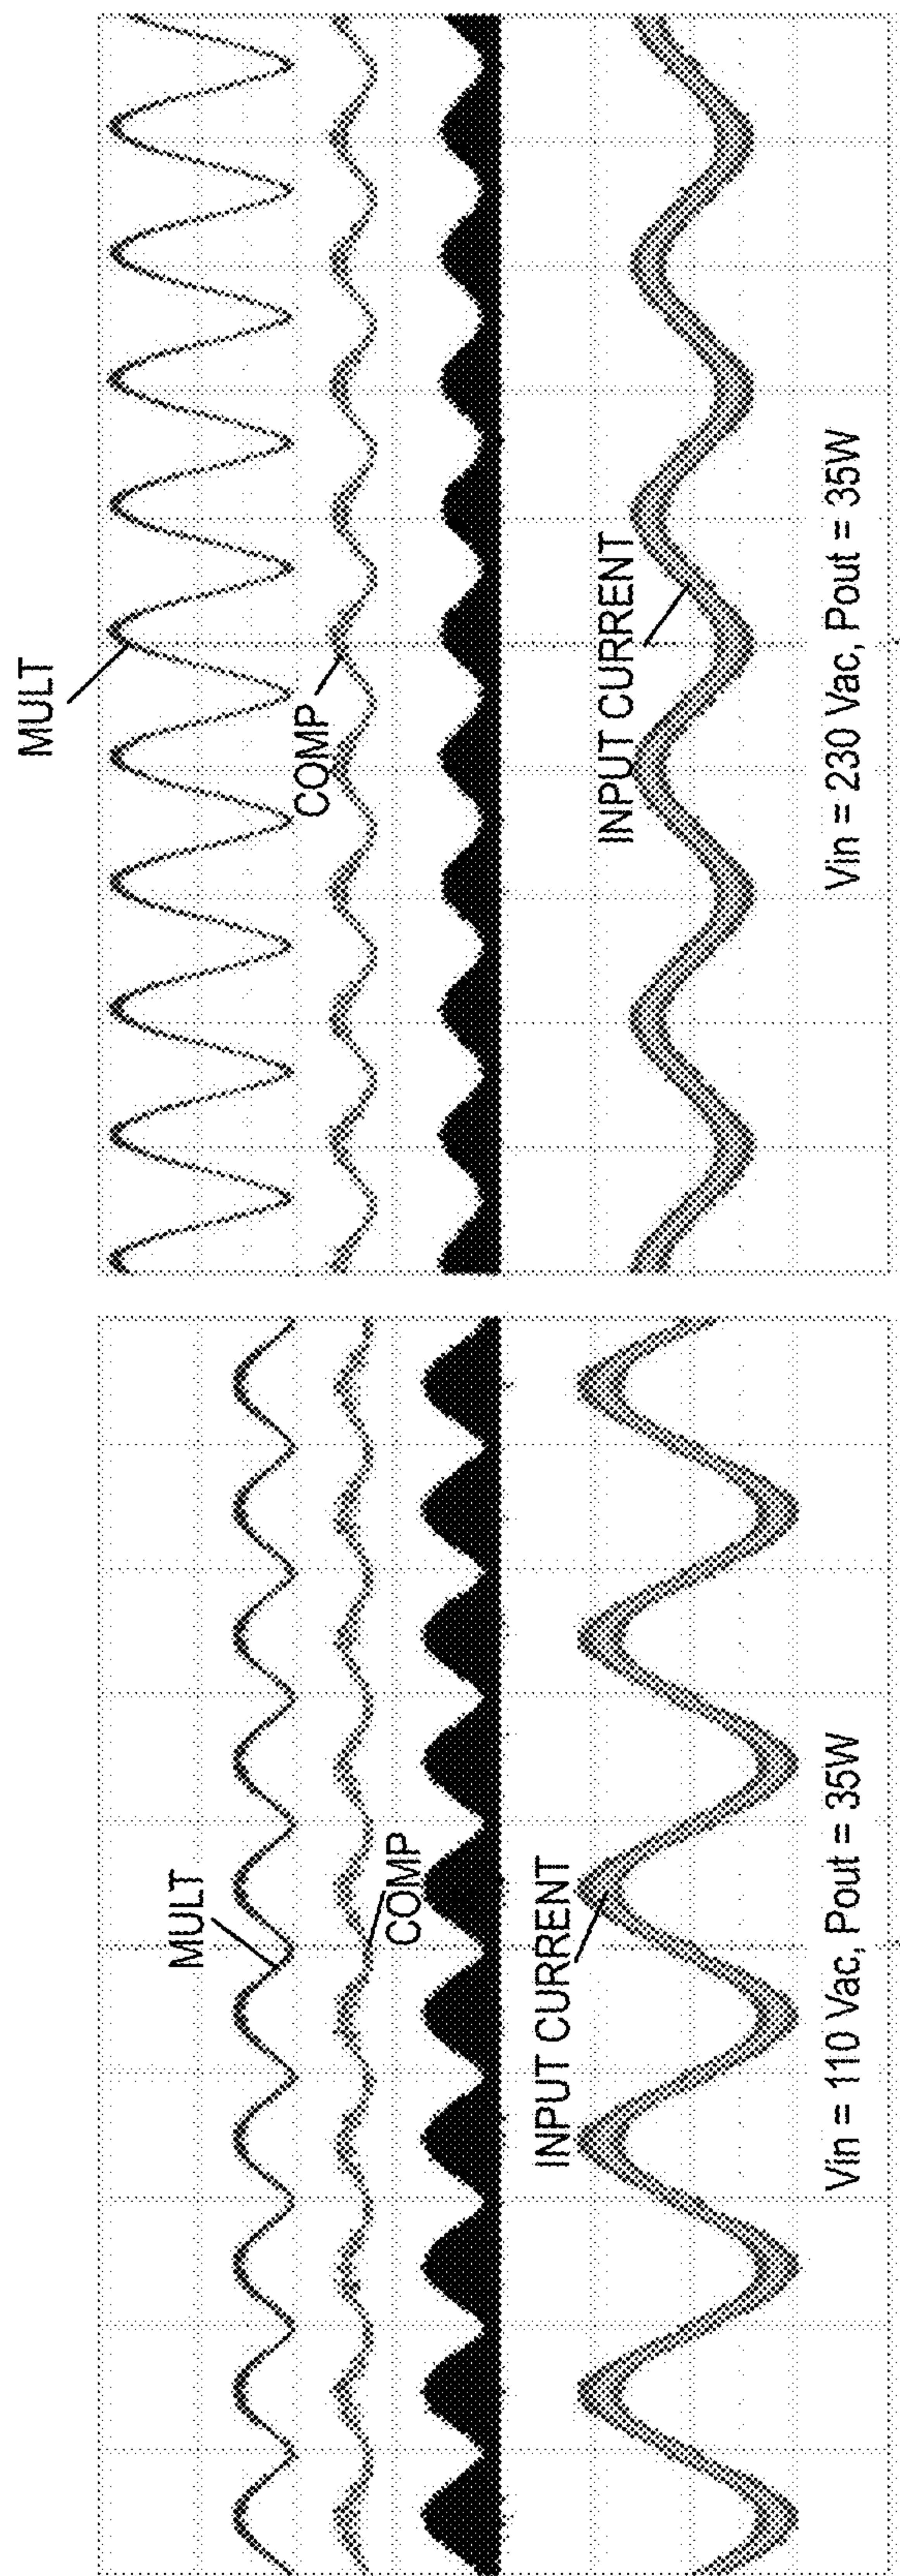 MULT
COMP
INPUT CURRENT
Vin = 110 Vac, Pout = 35W
MULT
COMP
INPUT CURRENT
Vin = 230 Vac, Pout = 35W